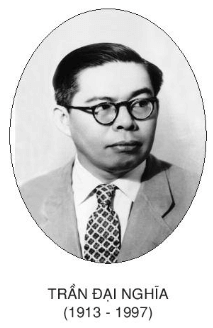 TRẦN ĐẠI NGHĨA
(1913 - 1997)